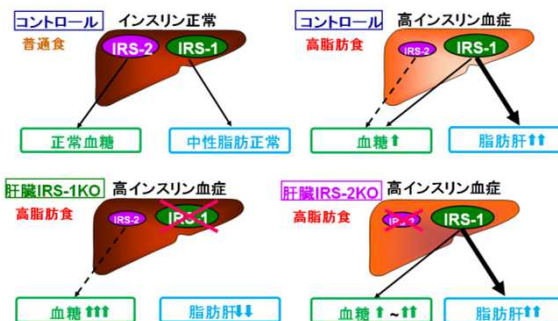 コントロール インスリン正常
普通食
IRS-2 IRS-1
正常血糖 中性脂肪正常
コントロール 高インスリン血症
高脂肪食
IRS-2 IRS-1
血糖⬆ 脂肪肝⬆⬆
肝臓IRS-1KO 高インスリン血症
高脂肪食
IRS-2 IRS-1
血糖⬆⬆⬆ 脂肪肝⬇⬇
肝臓IRS-2KO 高インスリン血症
高脂肪食
IRS-2 IRS-1
血糖⬆~⬆⬆ 脂肪肝⬆⬆